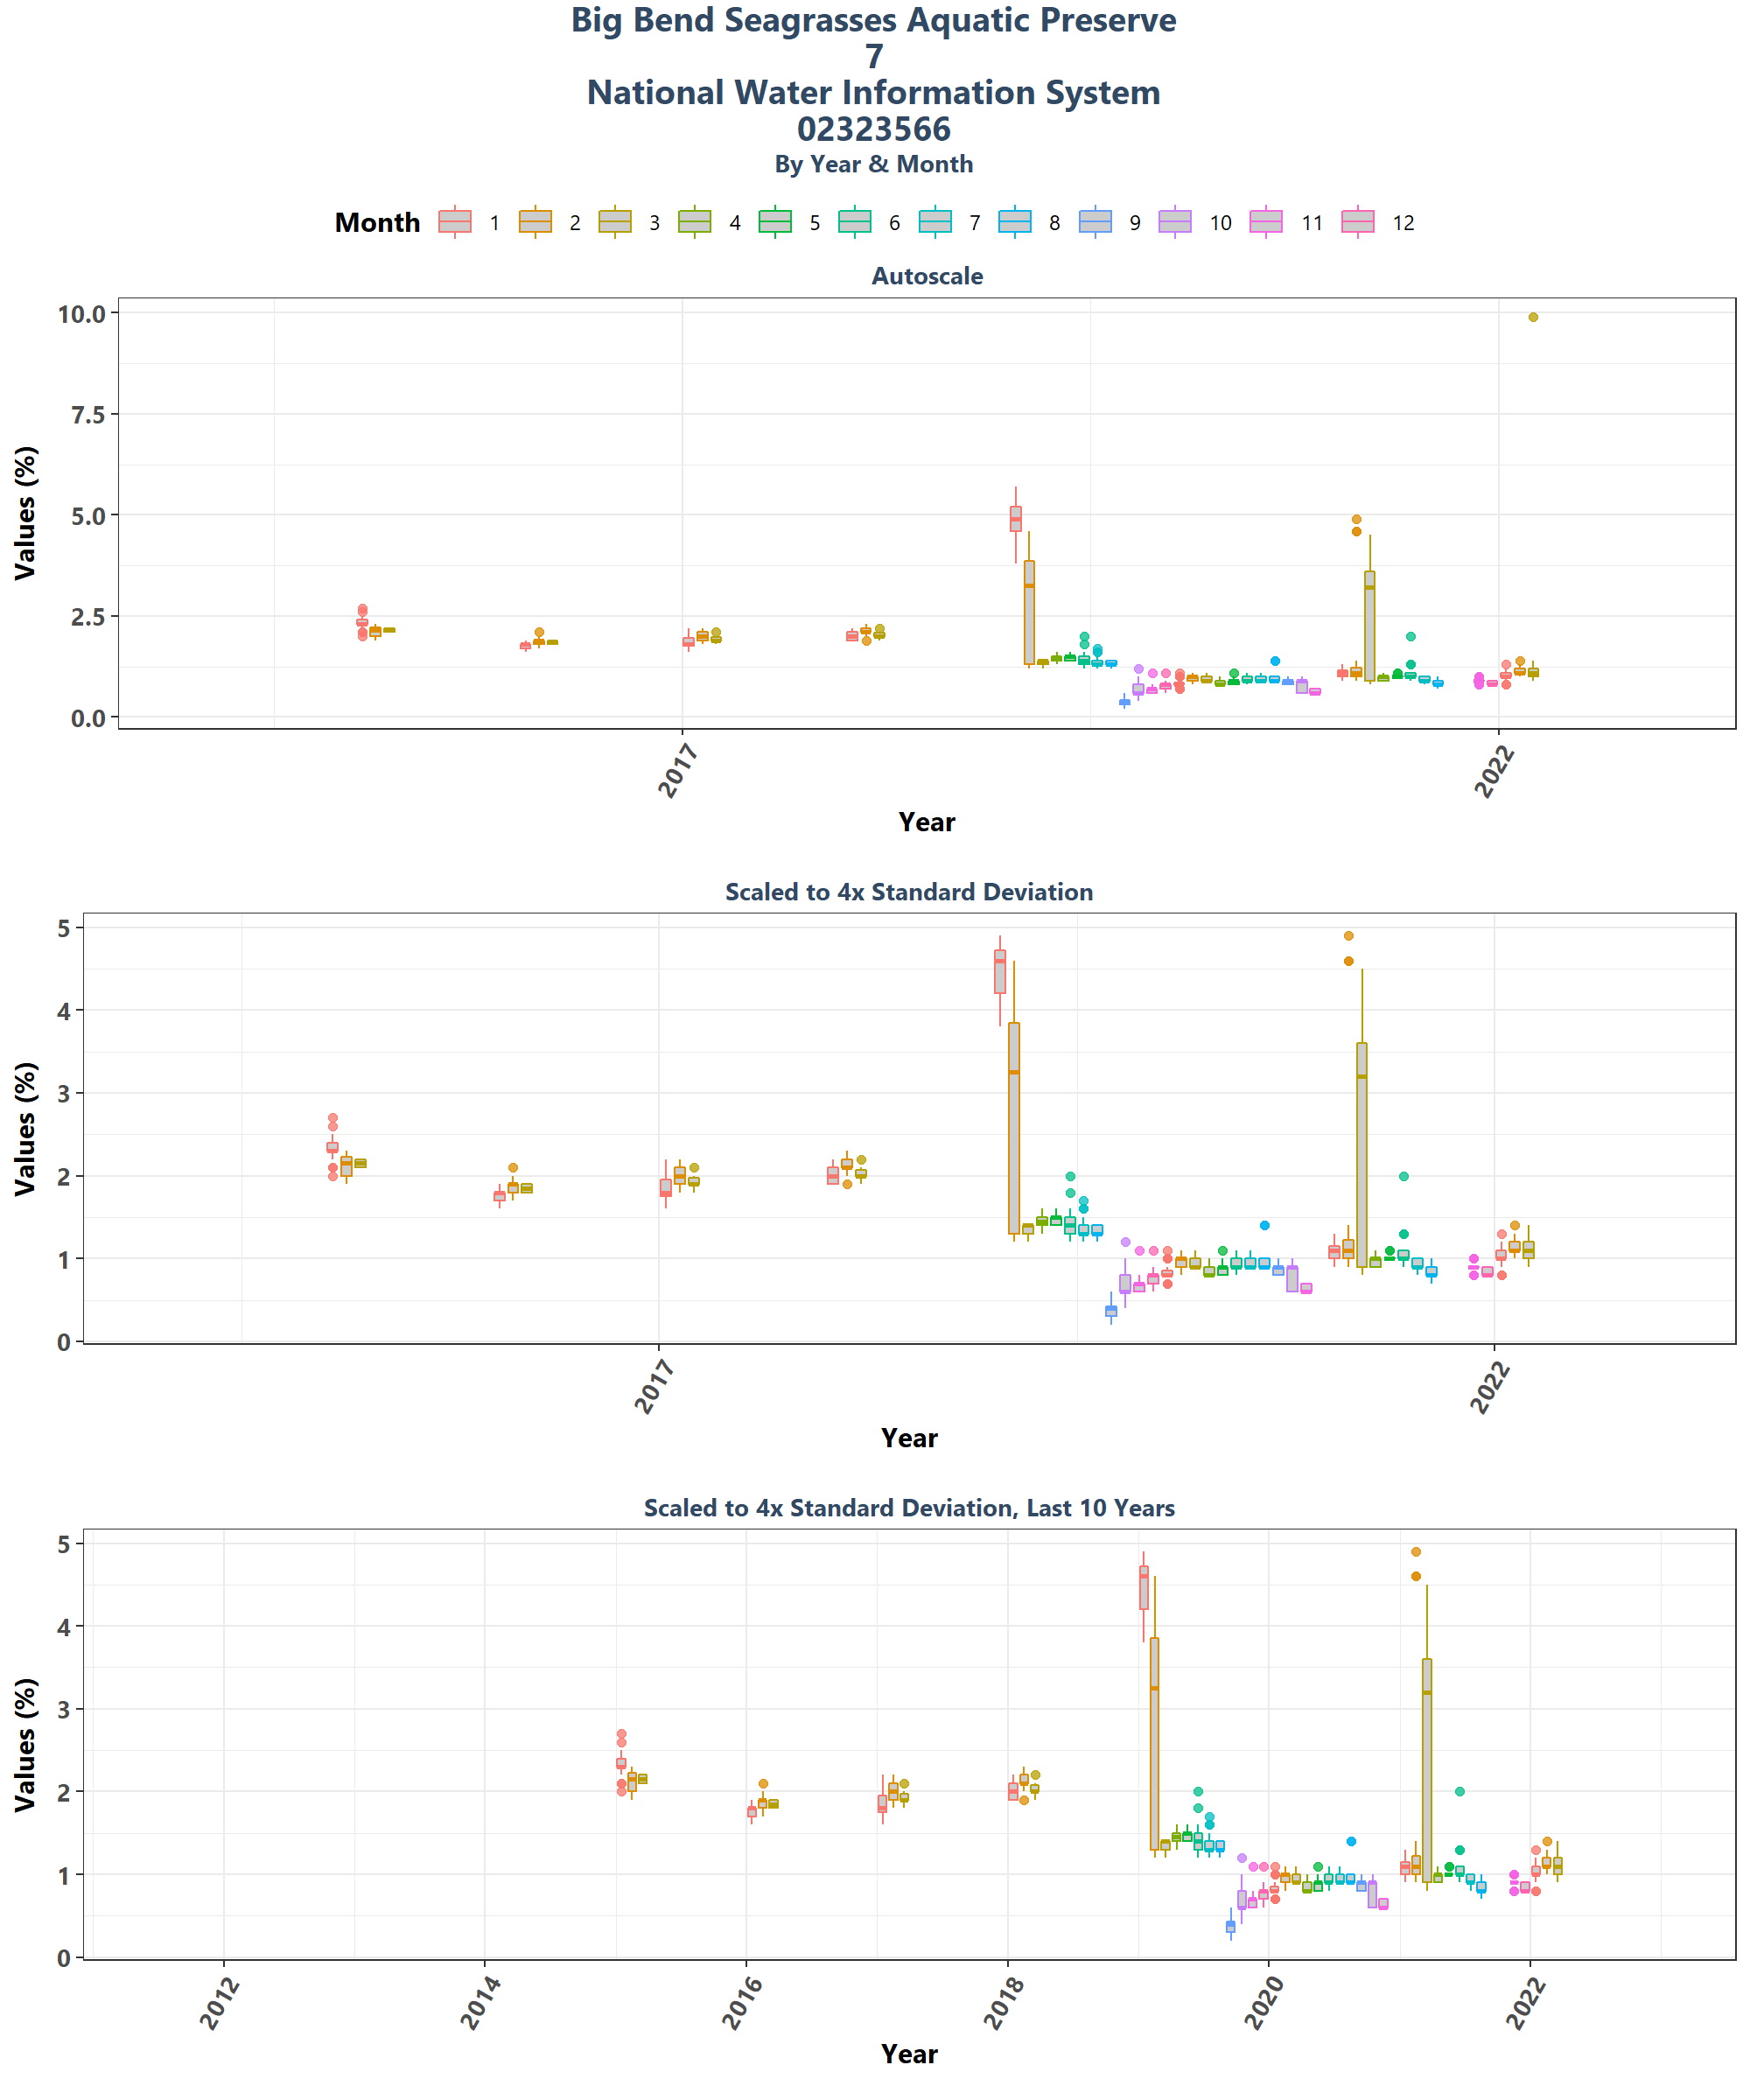 Big Bend Seagrasses Aquatic Preserve
7
National Water Information System
02323566
By Year & Month
Month 1 2 3 4 5 6 7 8 9 10 11 12
Autoscale
Values (%)
10.0
7.5
5.0
2.5
0.0
2017 2022
Year
Scaled to 4x Standard Deviation
Values (%)
5
4
3
2
1
0
2017 2022
Year
Scaled to 4x Standard Deviation, Last 10 Years
Values (%)
5
4
3
2
1
0
2012 2014 2016 2018 2020 2022
Year